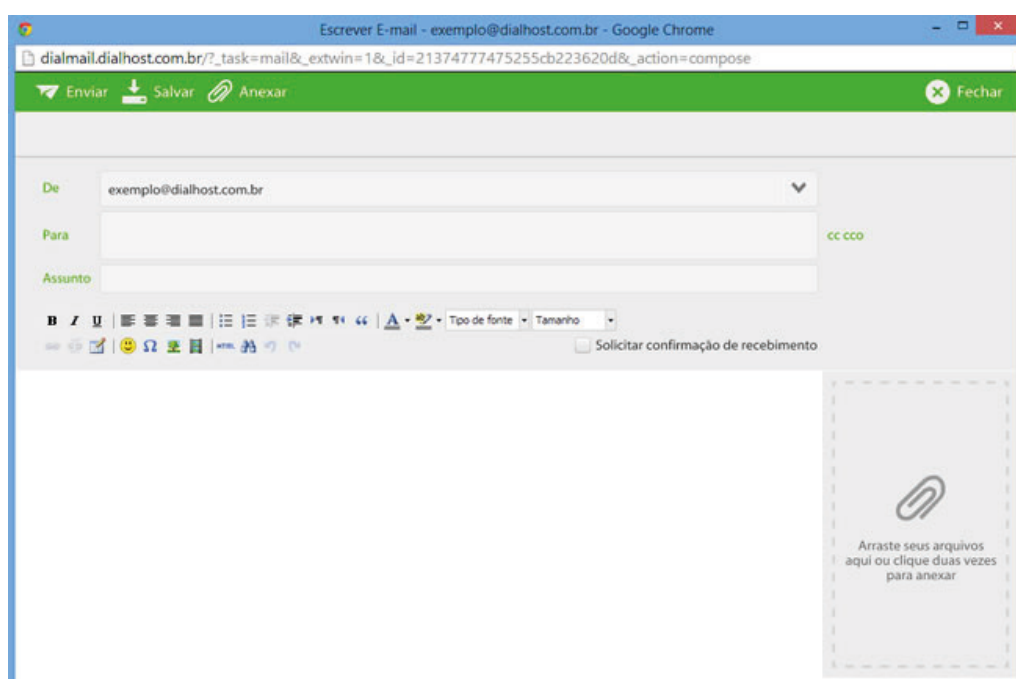 Escrever E-mail - exemplo@dialhost.com.br - Google Chrome
dialmail.dialhost.com.br/?_task=mail&_extwin=1&_id=21374777475255cb223620d&_action=compose
Enviar Salvar Anexar Fechar
De exemplo@dialhost.com.br
Para cc cco
Assunto
B I U A Tipo de fonte Tamanho
Ω HTML Solicitar confirmação de recebimento
Arraste seus arquivos
aqui ou clique duas vezes
para anexar